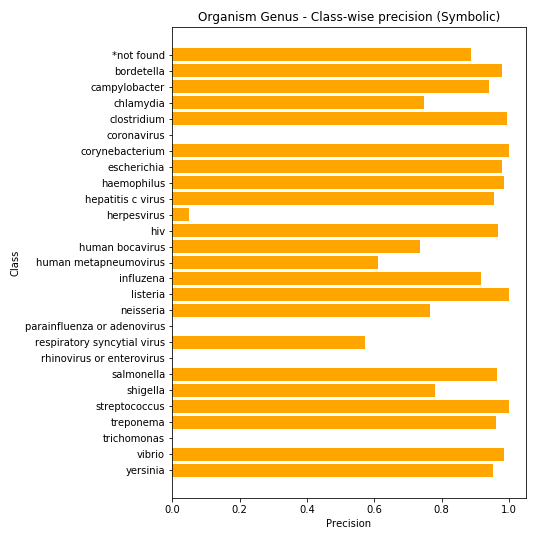 Organism Genus - Class-wise precision (Symbolic)
*not found
bordetella
campylobacter
chlamydia
clostridium
coronavirus
corynebacterium
escherichia
haemophilus
hepatitis c virus
herpesvirus
hiv
human bocavirus
human metapneumovirus
influzena
listeria
neisseria
parainfluenza or adenovirus
respiratory syncytial virus
rhinovirus or enterovirus
salmonella
shigella
streptococcus
treponema
trichomonas
vibrio
yersinia
Class
0.0 0.2 0.4 0.6 0.8 1.0
Precision